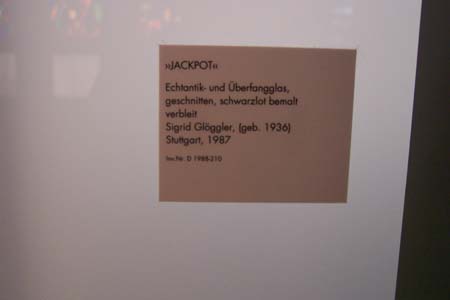 »JACKPOT«
Echtantik- und Überfangglas,
geschnitten, schwarzlot bemalt
verbleit
Sigrid Glöggler, (geb. 1936)
Stuttgart, 1987
Inv. Nr. D 1988-210